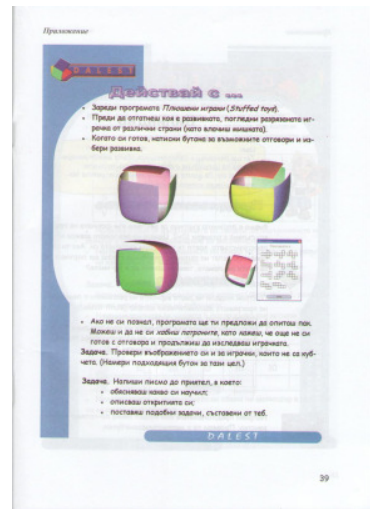 Приложение
Действай с ...
• Зареди програмата Плюшени играчки (Stuffed toys).
• Преди да отгатнеш коя е развивката, погледни разрязаната иг-
рачка от различни страни (като влачиш мишката).
• Когато си готов, натисни бутона за възможните отговори и из-
бери развивка.
• Ако не си познал, програмата ще ти предложи да опиташ пак.
Можеш и да не си хабиш патроните, като кажеш, че още не си
готов с отговора и продължиш да изследваш играчката.
Задача. Провери въображението си и за играчки, които не са куб-
чета. (Намери подходящия бутон за тази цел.)
Задача. Напиши писмо до приятел, в което:
• обясняваш какво си научил;
• описваш откритията си;
• поставяш подобни задачи, съставени от теб.
DALEST
39